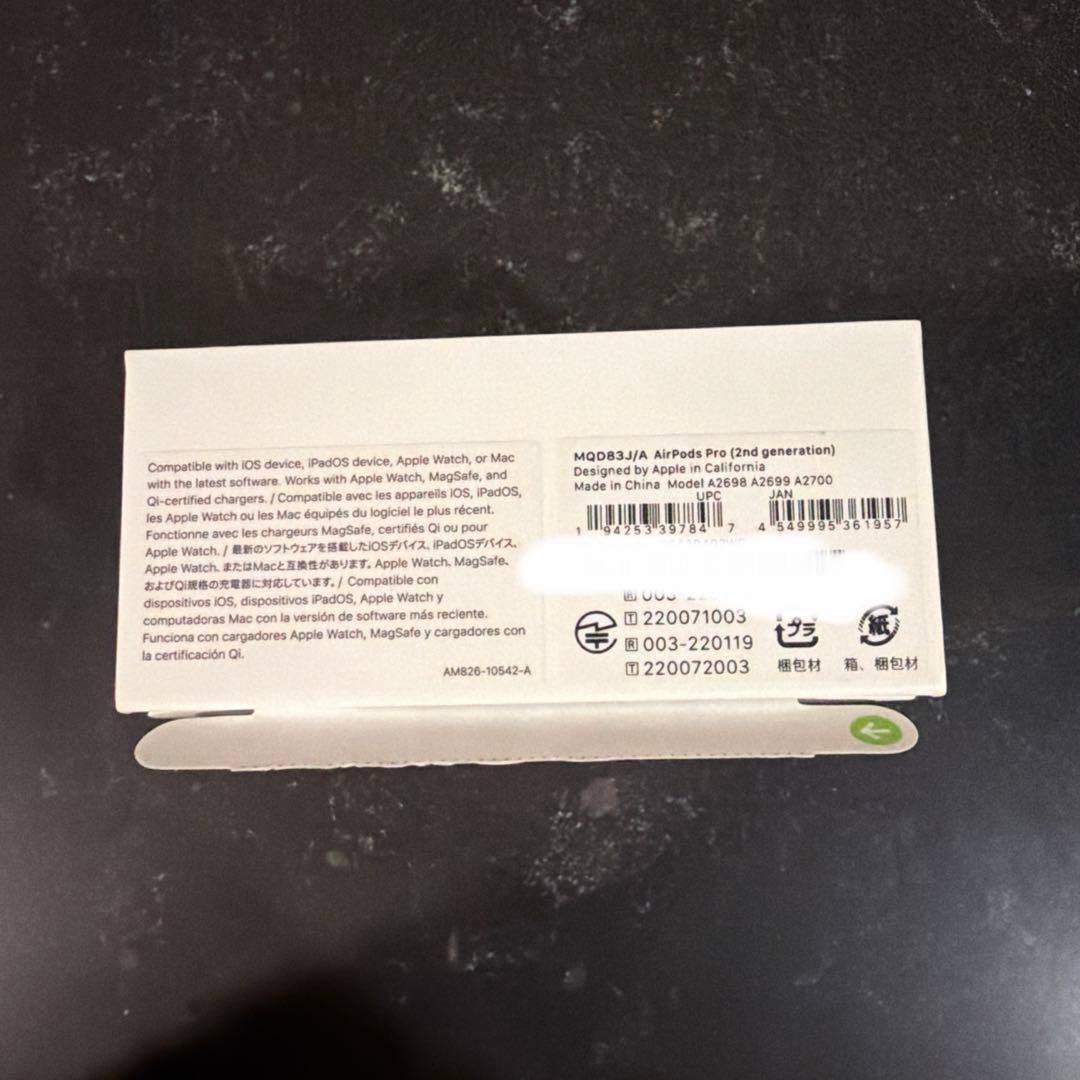 Compatible with iOS device, iPadOS device, Apple Watch, or Mac
with the latest software. Works with Apple Watch, MagSafe, and
Qi-certified chargers. / Compatible avec les appareils iOS, iPadOS,
les Apple Watch ou les Mac équipés du logiciel le plus récent.
Fonctionne avec les chargeurs MagSafe, certifiés Qi ou pour
Apple Watch. / 最新のソフトウェアを搭載したiOSデバイス、iPadOSデバイス、
Apple Watch、またはMacと互換性があります。Apple Watch、MagSafe、
およびQi規格の充電器に対応しています。/ Compatible con
dispositivos iOS, dispositivos iPadOS, Apple Watch y
computadoras Mac con la versión de software más reciente.
Funciona con cargadores Apple Watch, MagSafe y cargadores con
la certificación Qi.
AM826-10542-A
MQD83J/A AirPods Pro (2nd generation)
Designed by Apple in California
Made in China Model A2698 A2699 A2700
UPC JAN
1 94253 39784 7 4 549995 361957
R 003-22
T 220071003
R 003-219119
T 220072003
プラ
梱包材
紙
箱、梱包材